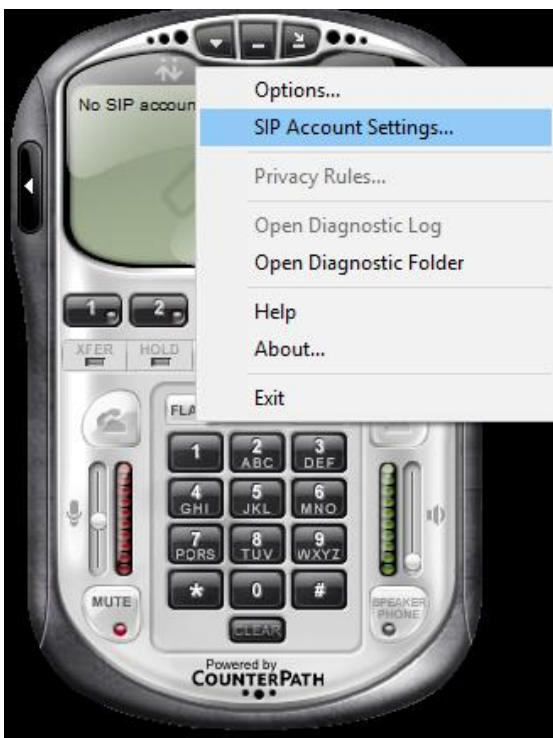 No SIP accoun
Options...
SIP Account Settings...
Privacy Rules...
Open Diagnostic Log
Open Diagnostic Folder
Help
About...
Exit
1 2
XFER HOLD
FLA
1 2 ABC 3 DEF
4 GHI 5 JKL 6 MNO
7 PQRS 8 TUV 9 WXYZ
* 0 #
MUTE
SPEAKER
PHONE
CLEAR
Powered by
COUNTERPATH